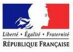 Liberté • Égalité • Fraternité
RÉPUBLIQUE FRANÇAISE